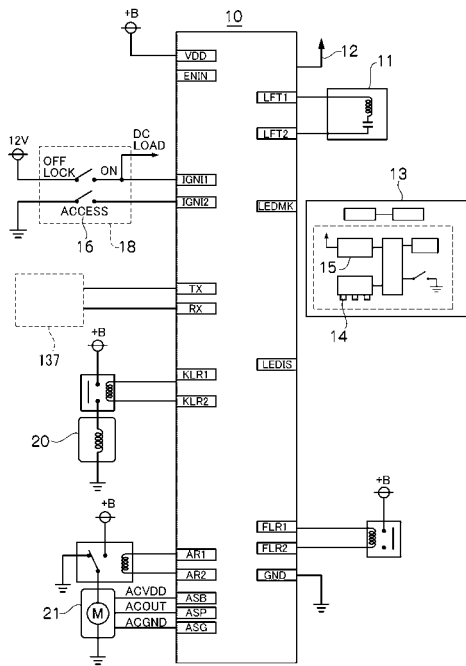 +B
10
VDD
12
ENIN
11
LFT1
12V
DC
LOAD
OFF
LOCK
ON
LFT2
IGNI1
13
IGNI2
LEDMK
ACCESS
16
18
15
14
TX
RX
137
LEDIS
+B
KLR1
KLR2
20
+B
+B
FLR1
FLR2
AR1
AR2
GND
ACVDD
ASB
21
M
ACOUT
ASP
ACGND
ASG